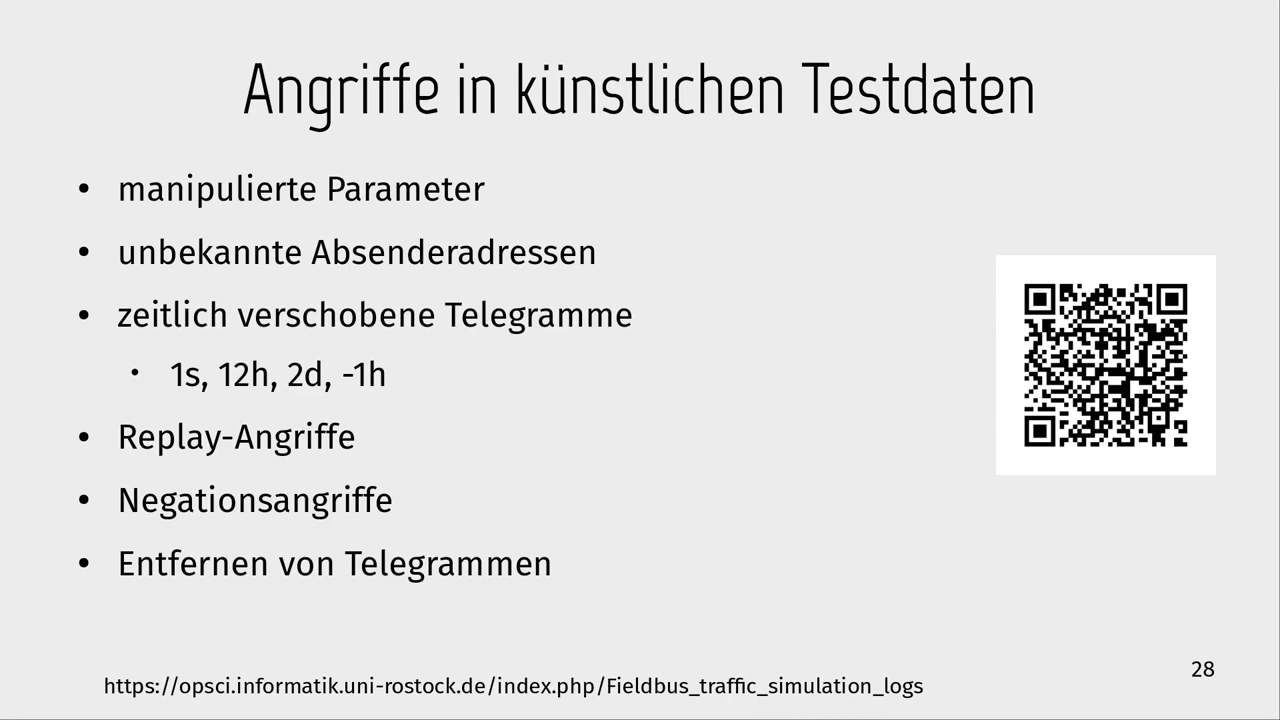 Angriffe in künstlichen Testdaten
• manipulierte Parameter
• unbekannte Absenderadressen
• zeitlich verschobene Telegramme
• 1s, 12h, 2d, -1h
• Replay-Angriffe
• Negationsangriffe
• Entfernen von Telegrammen
28
https://opsci.informatik.uni-rostock.de/index.php/Fieldbus_traffic_simulation_logs